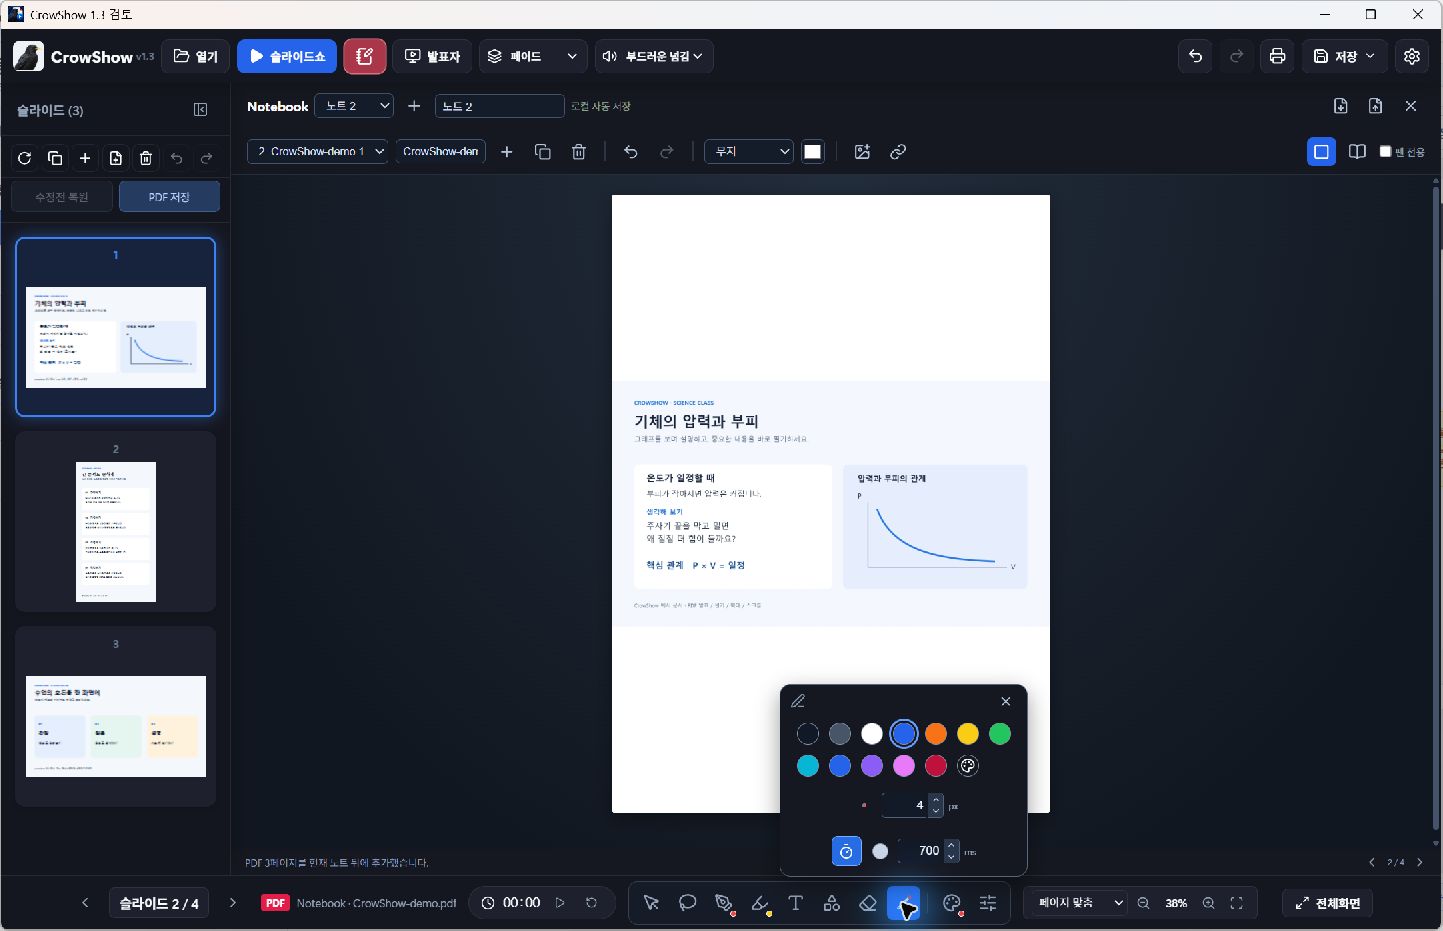 CrowShow 1.3 검토
CrowShow v1.3
열기
슬라이드쇼
발표자
페이드
부드러운 넘김
저장
슬라이드 (3)
Notebook
노트 2
노트 2
로컬 자동 저장
2 CrowShow-demo 1
무지
펜 전용
수정전 복원
PDF 저장
1
기체의 압력과 부피
2
3
CROWSHOW · SCIENCE CLASS
기체의 압력과 부피
그래프를 보며 설명하고, 중요한 내용을 바로 필기하세요.
온도가 일정할 때
부피가 작아지면 압력은 커집니다.
생각해 보기
주사기 끝을 막고 밀면
왜 점점 더 힘이 들까요?
핵심 관계 P × V = 일정
압력과 부피의 관계
P
V
4 px
700 ms
PDF 3페이지를 현재 노트 뒤에 추가했습니다.
2 / 4
슬라이드 2 / 4
PDF
Notebook · CrowShow-demo.pdf
00:00
페이지 맞춤
38%
전체화면